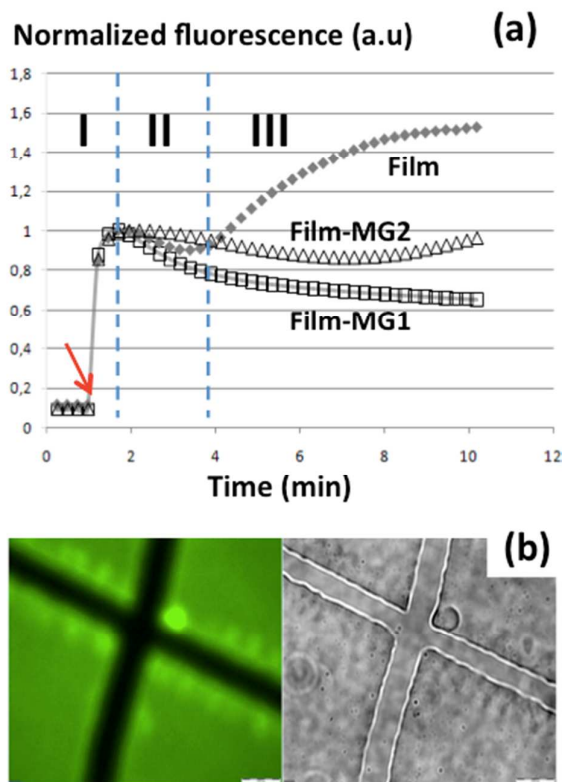 Normalized fluorescence (a.u) (a)
1,8
1,6
1,4
1,2
1
0,8
0,6
0,4
0,2
0
I II III
Film
Film-MG2
Film-MG1
0 2 4 6 8 10 12
Time (min)
(b)